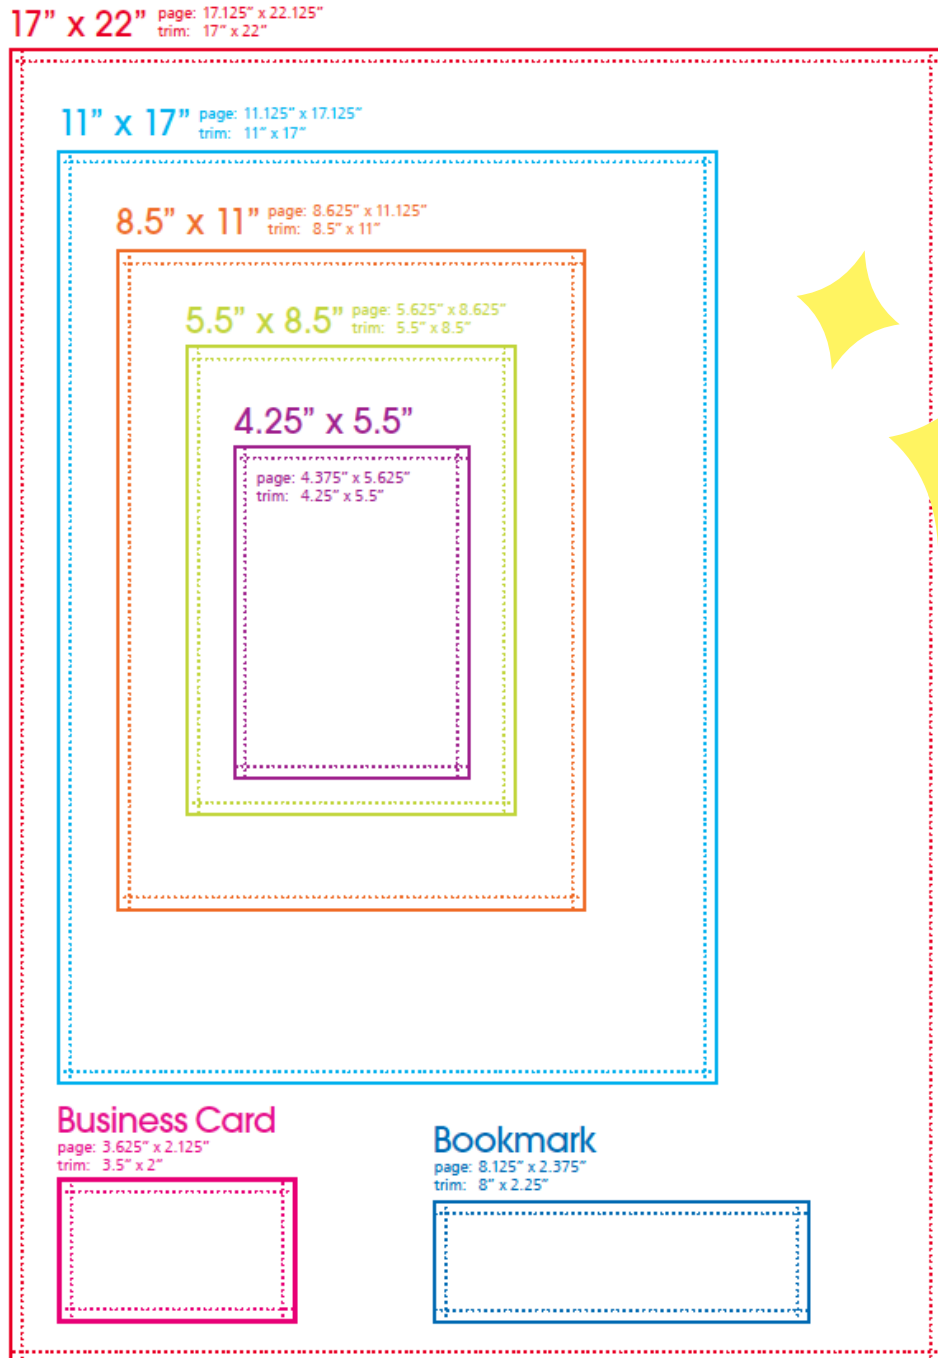 17” x 22”
page: 17.125” x 22.125”
trim: 17” x 22”
11” x 17”
page: 11.125” x 17.125”
trim: 11” x 17”
8.5” x 11”
page: 8.625” x 11.125”
trim: 8.5” x 11”
5.5” x 8.5”
page: 5.625” x 8.625”
trim: 5.5” x 8.5”
4.25” x 5.5”
page: 4.375” x 5.625”
trim: 4.25” x 5.5”
Business Card
page: 3.625” x 2.125”
trim: 3.5” x 2”
Bookmark
page: 8.125” x 2.375”
trim: 8” x 2.25”